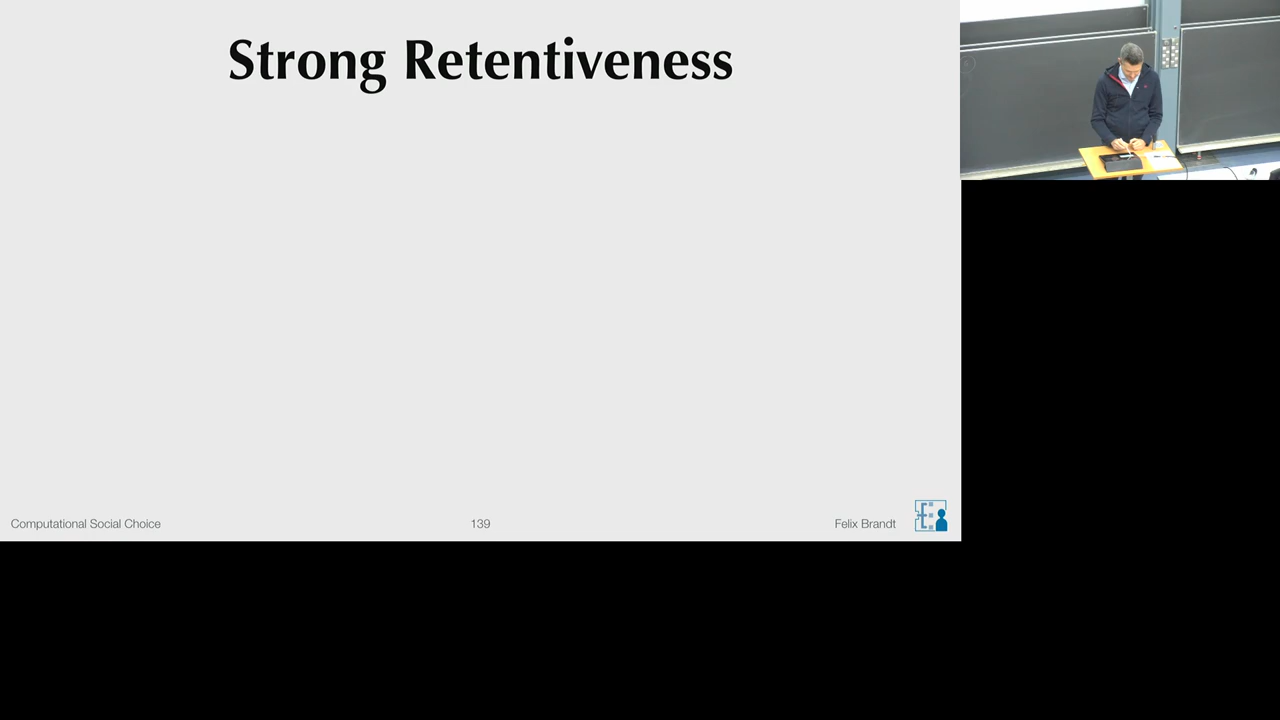 Strong Retentiveness
Computational Social Choice
139
Felix Brandt